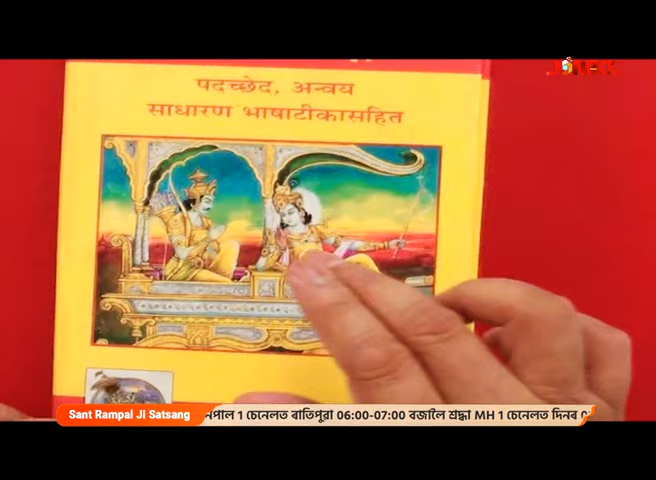 पदच्छेद, अन्वय
साधारण भाषाटीकासहित
Sant Rampal Ji Satsang
নপাল 1 চেনেলত ৰাতিপুৱা 06:00-07:00 বজালৈ শ্ৰদ্ধা MH 1 চেনেলত দিনৰ